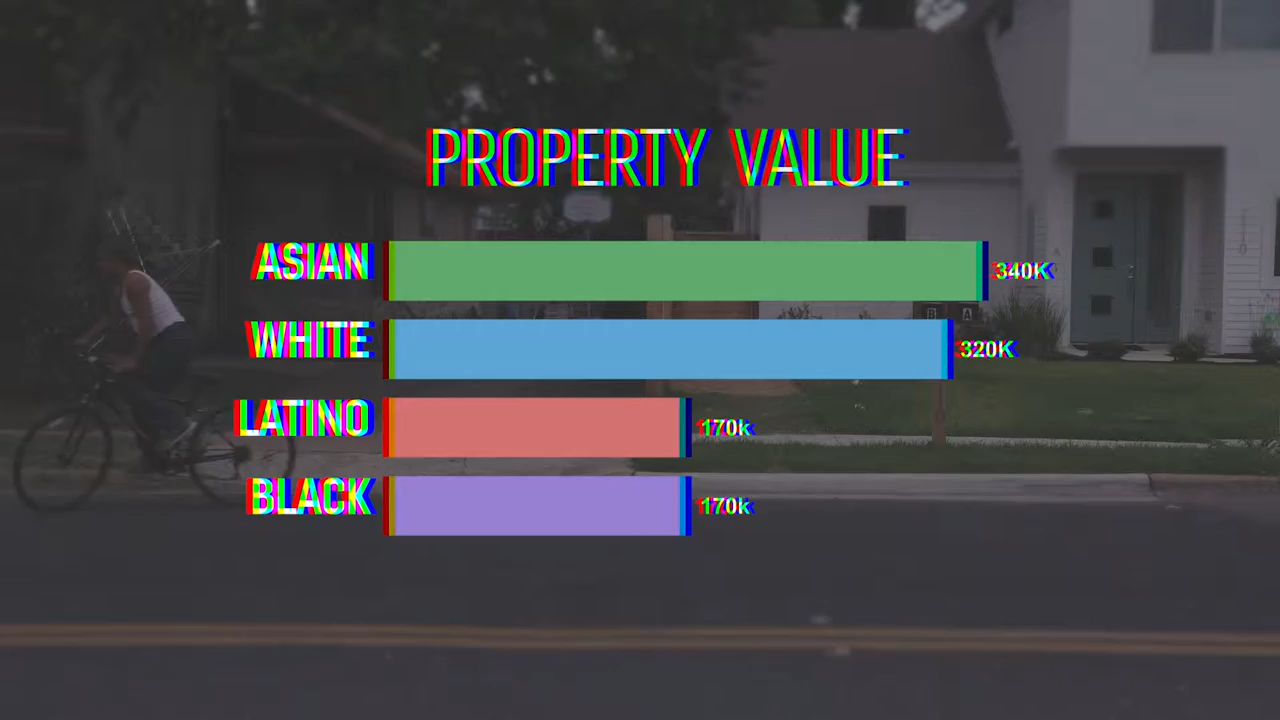 PROPERTY VALUE
ASIAN 340K
WHITE 320K
B A
LATINO 170k
BLACK 170k